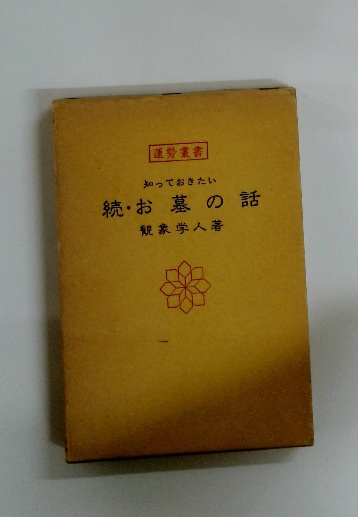 運勢叢書
知っておきたい
続・お墓の話
観象学人著